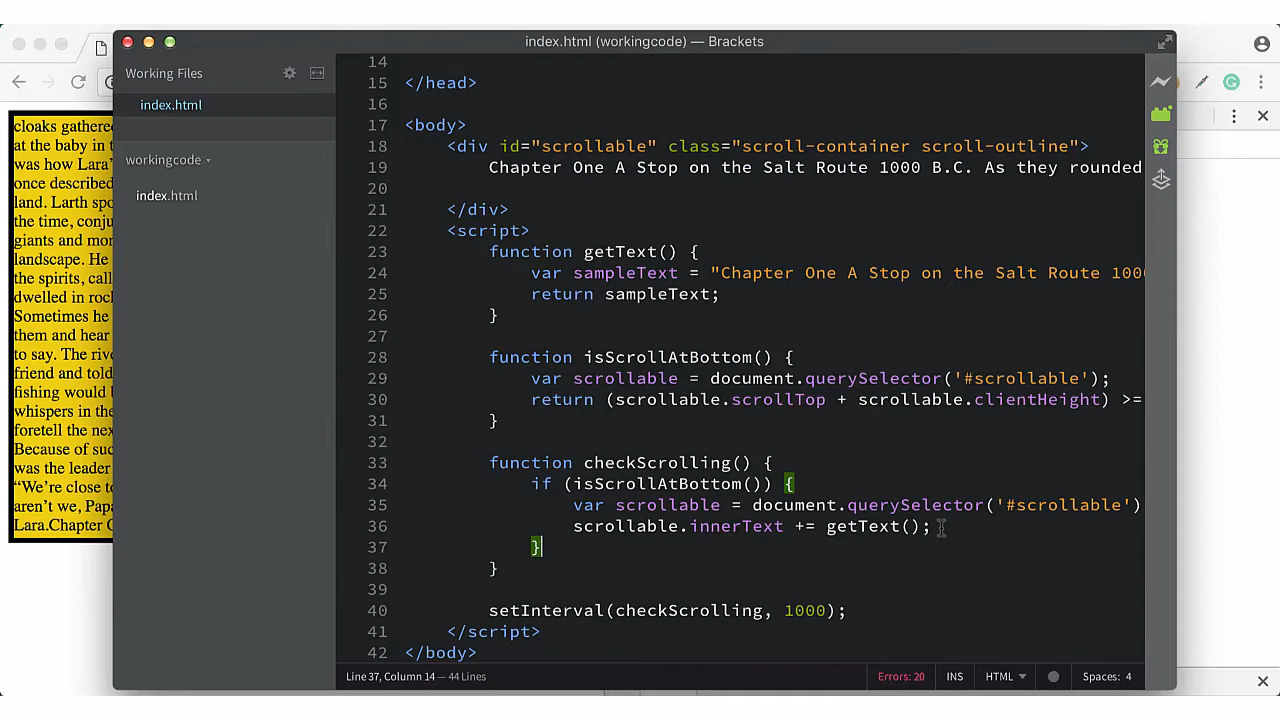 index.html (workingcode) — Brackets
Working Files
index.html
workingcode
index.html
cloaks gathered
at the baby in t
was how Lara'
once described
land. Larth spo
the time, conju
giants and mor
landscape. He
the spirits, call
dwelled in rock
Sometimes he
them and hear
to say. The rive
friend and told
fishing would b
whispers in the
foretell the nex
Because of suc
was the leader
“We’re close to
aren’t we, Papa
Lara.Chapter O
14
15 </head>
16
17 <body>
18 <div id="scrollable" class="scroll-container scroll-outline">
19 Chapter One A Stop on the Salt Route 1000 B.C. As they rounded
20
21 </div>
22 <script>
23 function getText() {
24 var sampleText = "Chapter One A Stop on the Salt Route 100
25 return sampleText;
26 }
27
28 function isScrollAtBottom() {
29 var scrollable = document.querySelector('#scrollable');
30 return (scrollable.scrollTop + scrollable.clientHeight) >=
31 }
32
33 function checkScrolling() {
34 if (isScrollAtBottom()) {
35 var scrollable = document.querySelector('#scrollable')
36 scrollable.innerText += getText();
37 }
38 }
39
40 setInterval(checkScrolling, 1000);
41 </script>
42 </body>
Line 37, Column 14 — 44 Lines
Errors: 20
INS
HTML
Spaces: 4